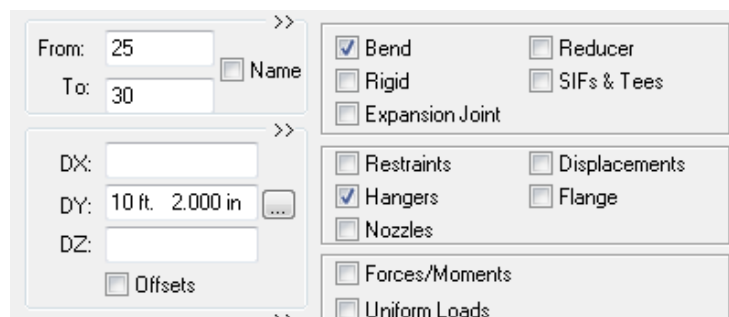 >>
From: 25
Name
To: 30
>>
DX:
DY: 10 ft. 2.000 in ...
DZ:
Offsets
>>
Bend Reducer
Rigid SIFs & Tees
Expansion Joint
Restraints Displacements
Hangers Flange
Nozzles
Forces/Moments
Uniform Loads